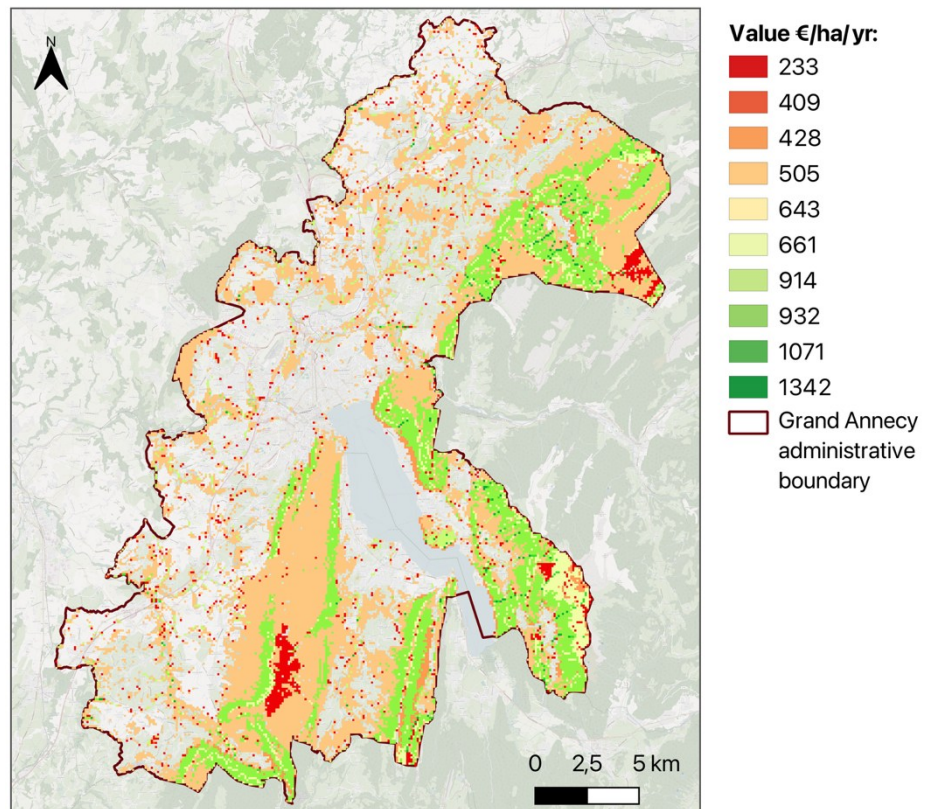 N
Value €/ha/yr:
233
409
428
505
643
661
914
932
1071
1342
Grand Annecy
administrative
boundary
0 2,5 5 km